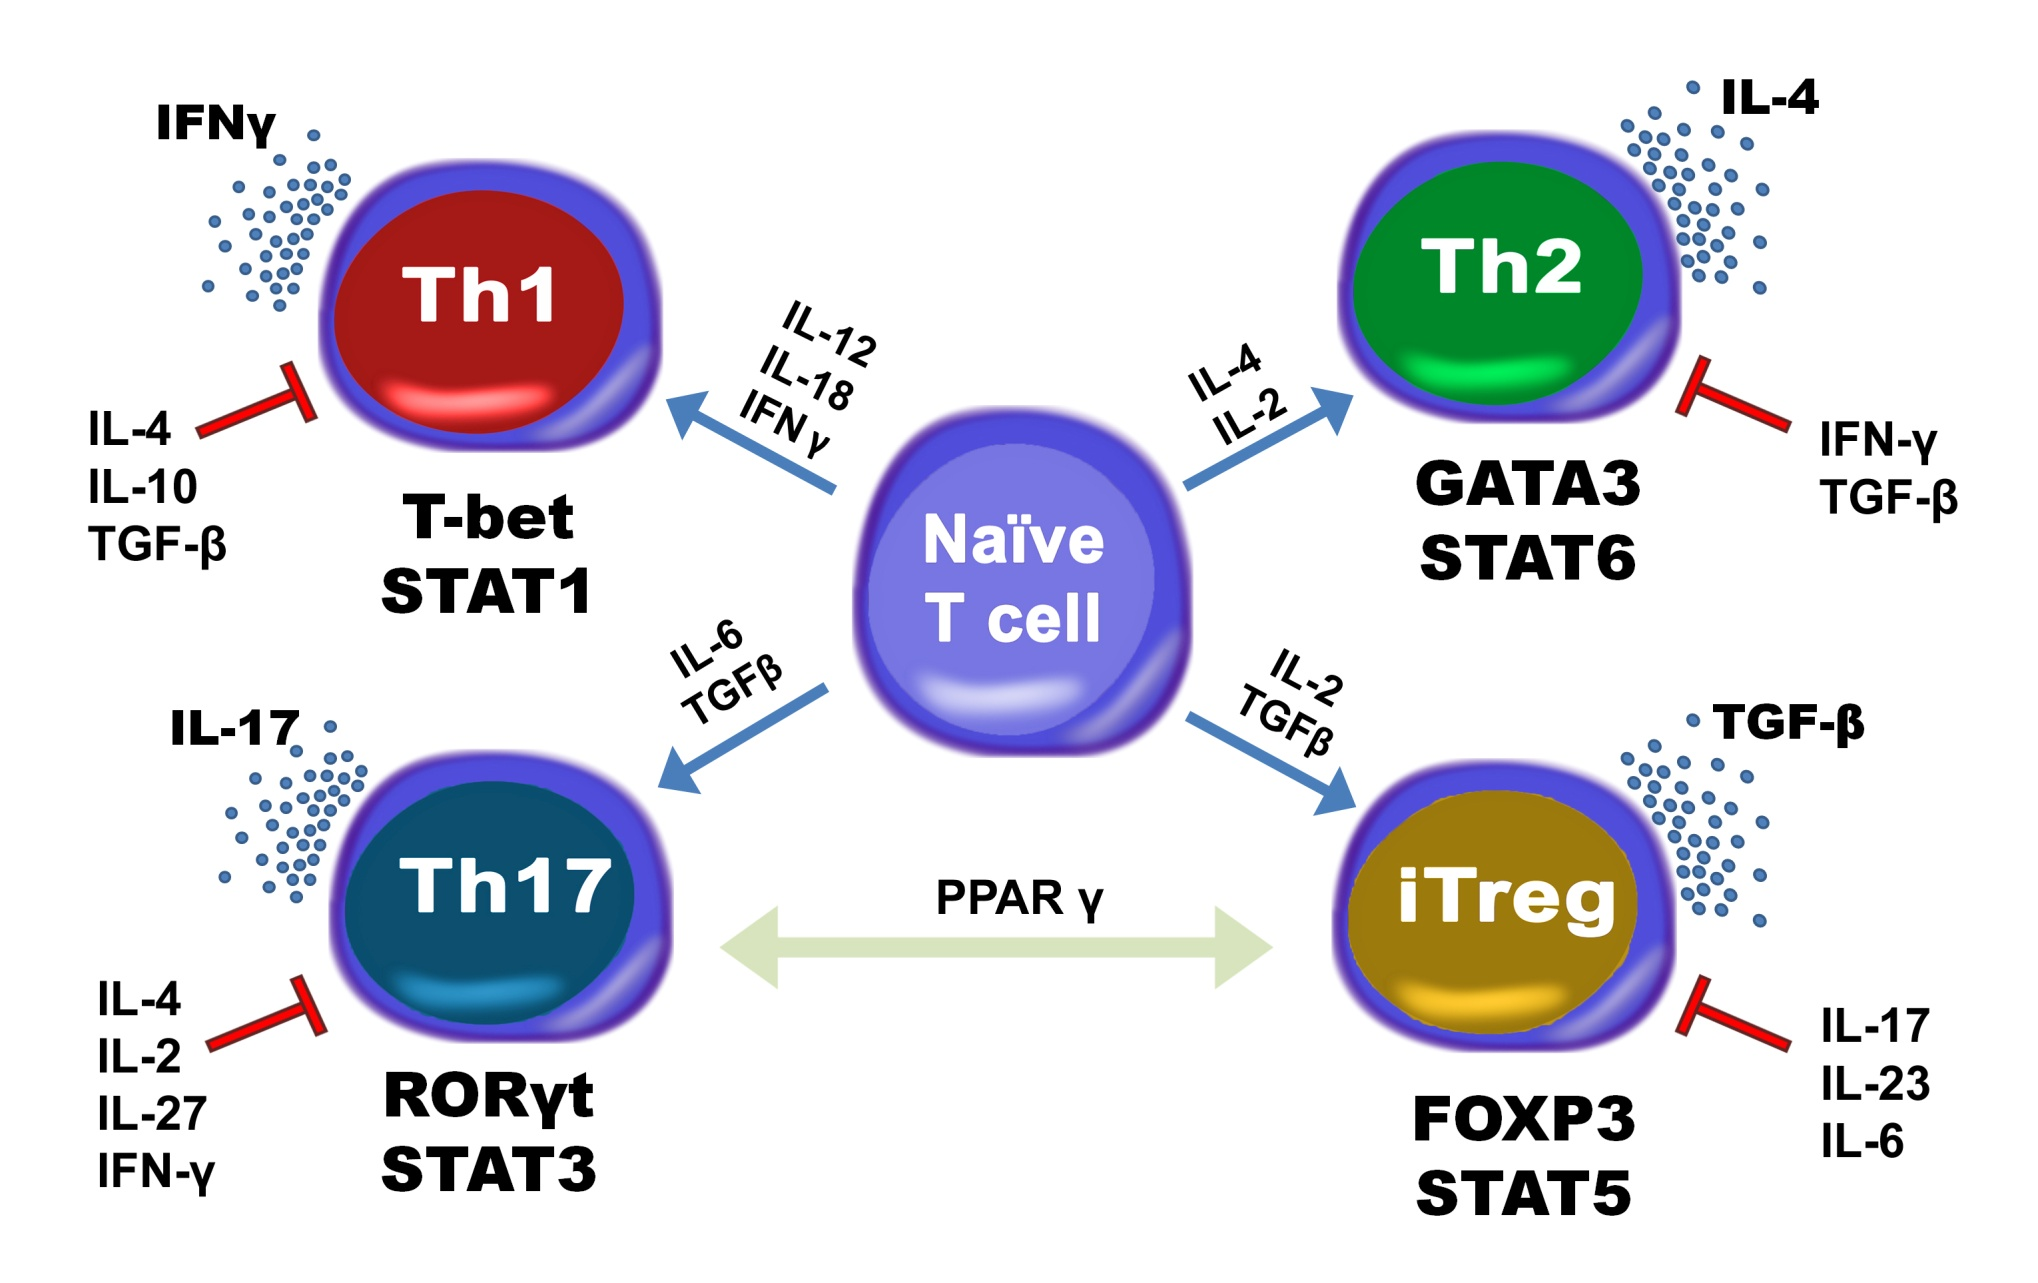 IFNγ
Th1
IL-4
IL-10
TGF-β
T-bet
STAT1
IL-12
IL-18
IFN γ
IL-4
IL-2
IL-4
Th2
IFN-γ
TGF-β
GATA3
STAT6
Naïve
T cell
IL-6
TGFβ
IL-2
TGFβ
IL-17
Th17
IL-4
IL-2
IL-27
IFN-γ
RORγt
STAT3
PPAR γ
TGF-β
iTreg
IL-17
IL-23
IL-6
FOXP3
STAT5